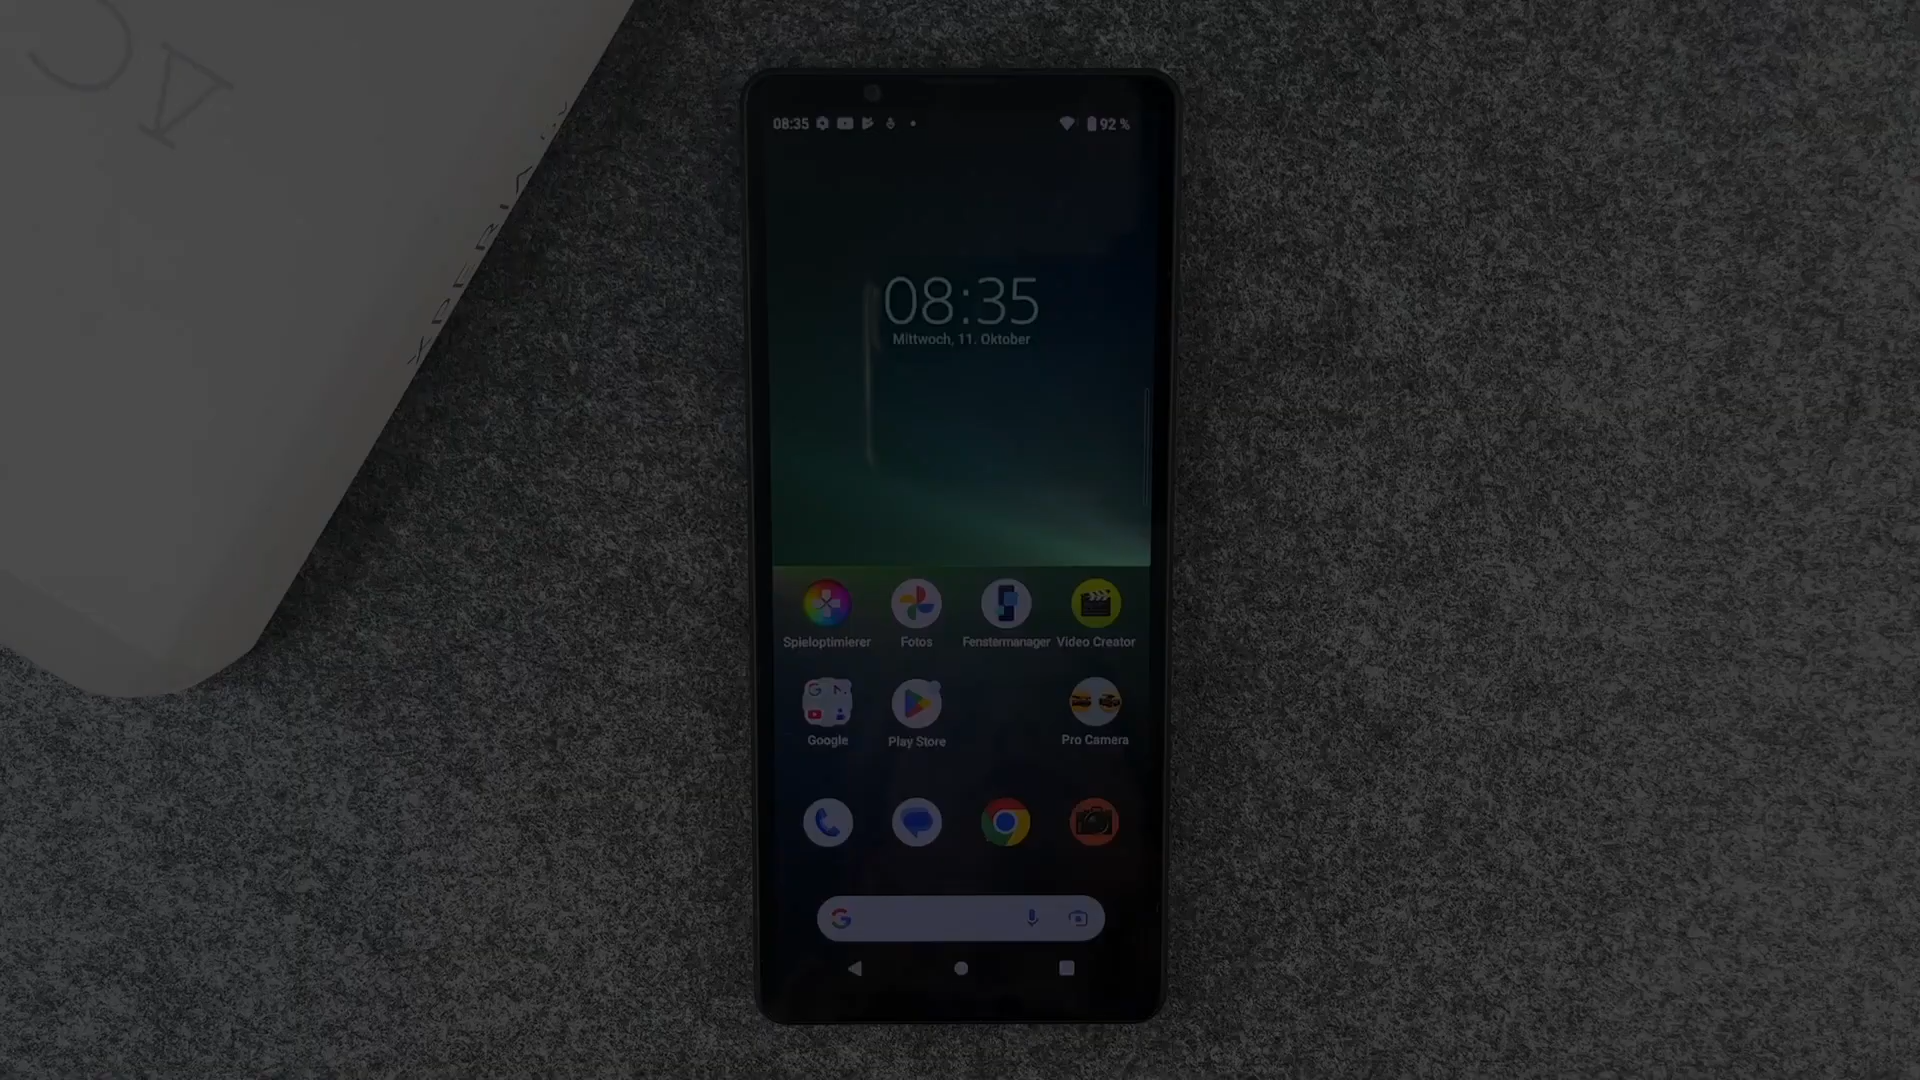 08:35
92 %
08:35
Mittwoch, 11. Oktober
Spieloptimierer Fotos Fenstermanager Video Creator
Google Play Store Pro Camera